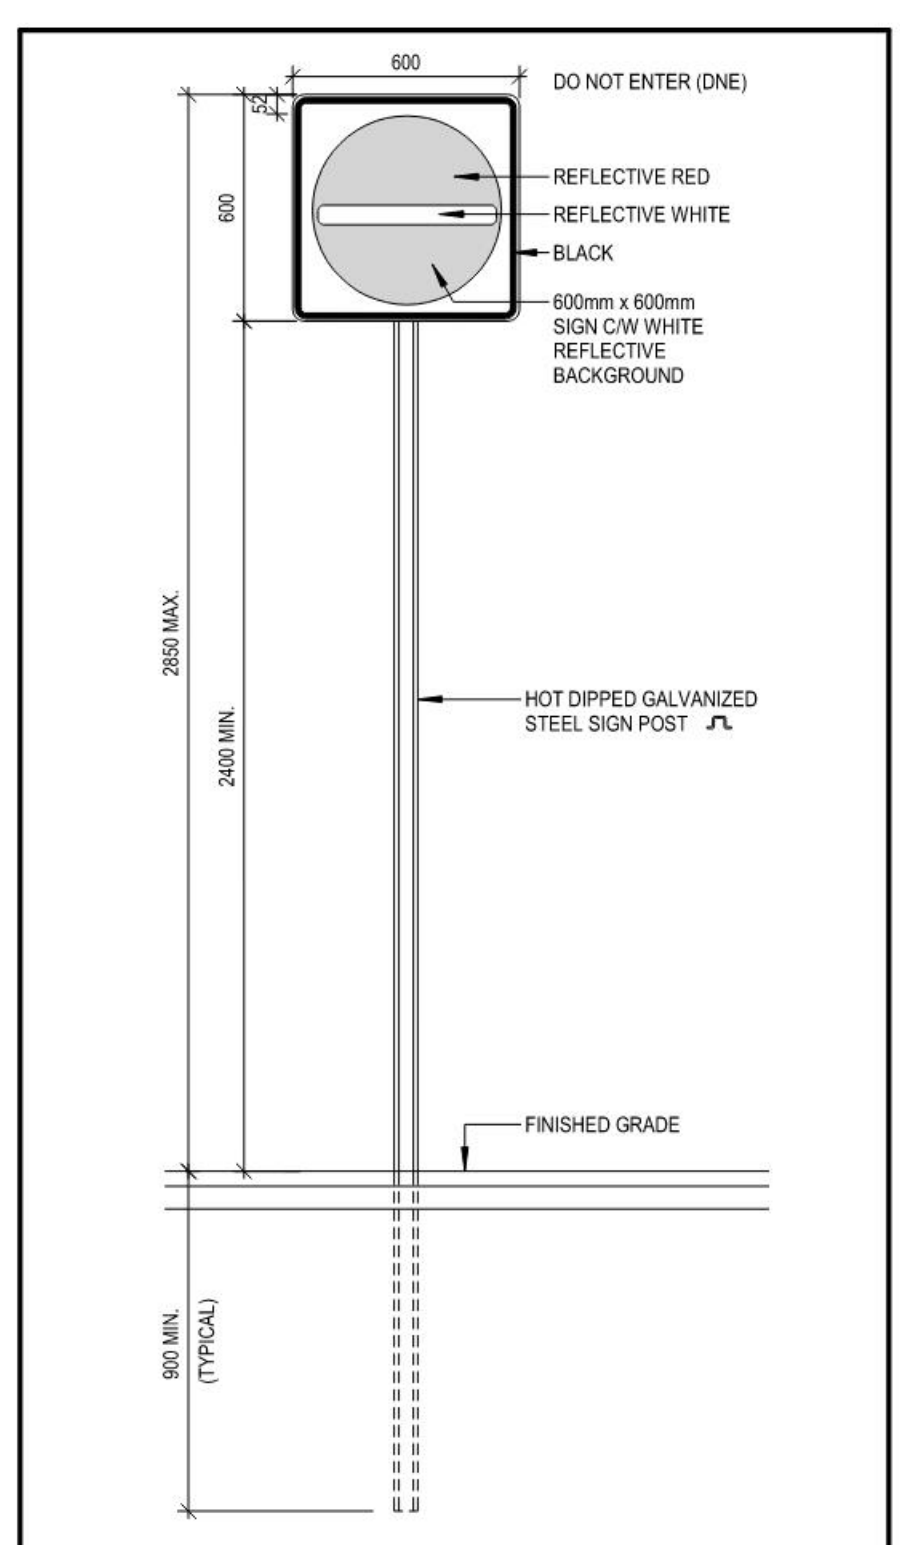 600
DO NOT ENTER (DNE)
52
600
REFLECTIVE RED
REFLECTIVE WHITE
BLACK
600mm x 600mm
SIGN C/W WHITE
REFLECTIVE
BACKGROUND
2850 MAX.
2400 MIN.
HOT DIPPED GALVANIZED
STEEL SIGN POST
FINISHED GRADE
900 MIN.
(TYPICAL)